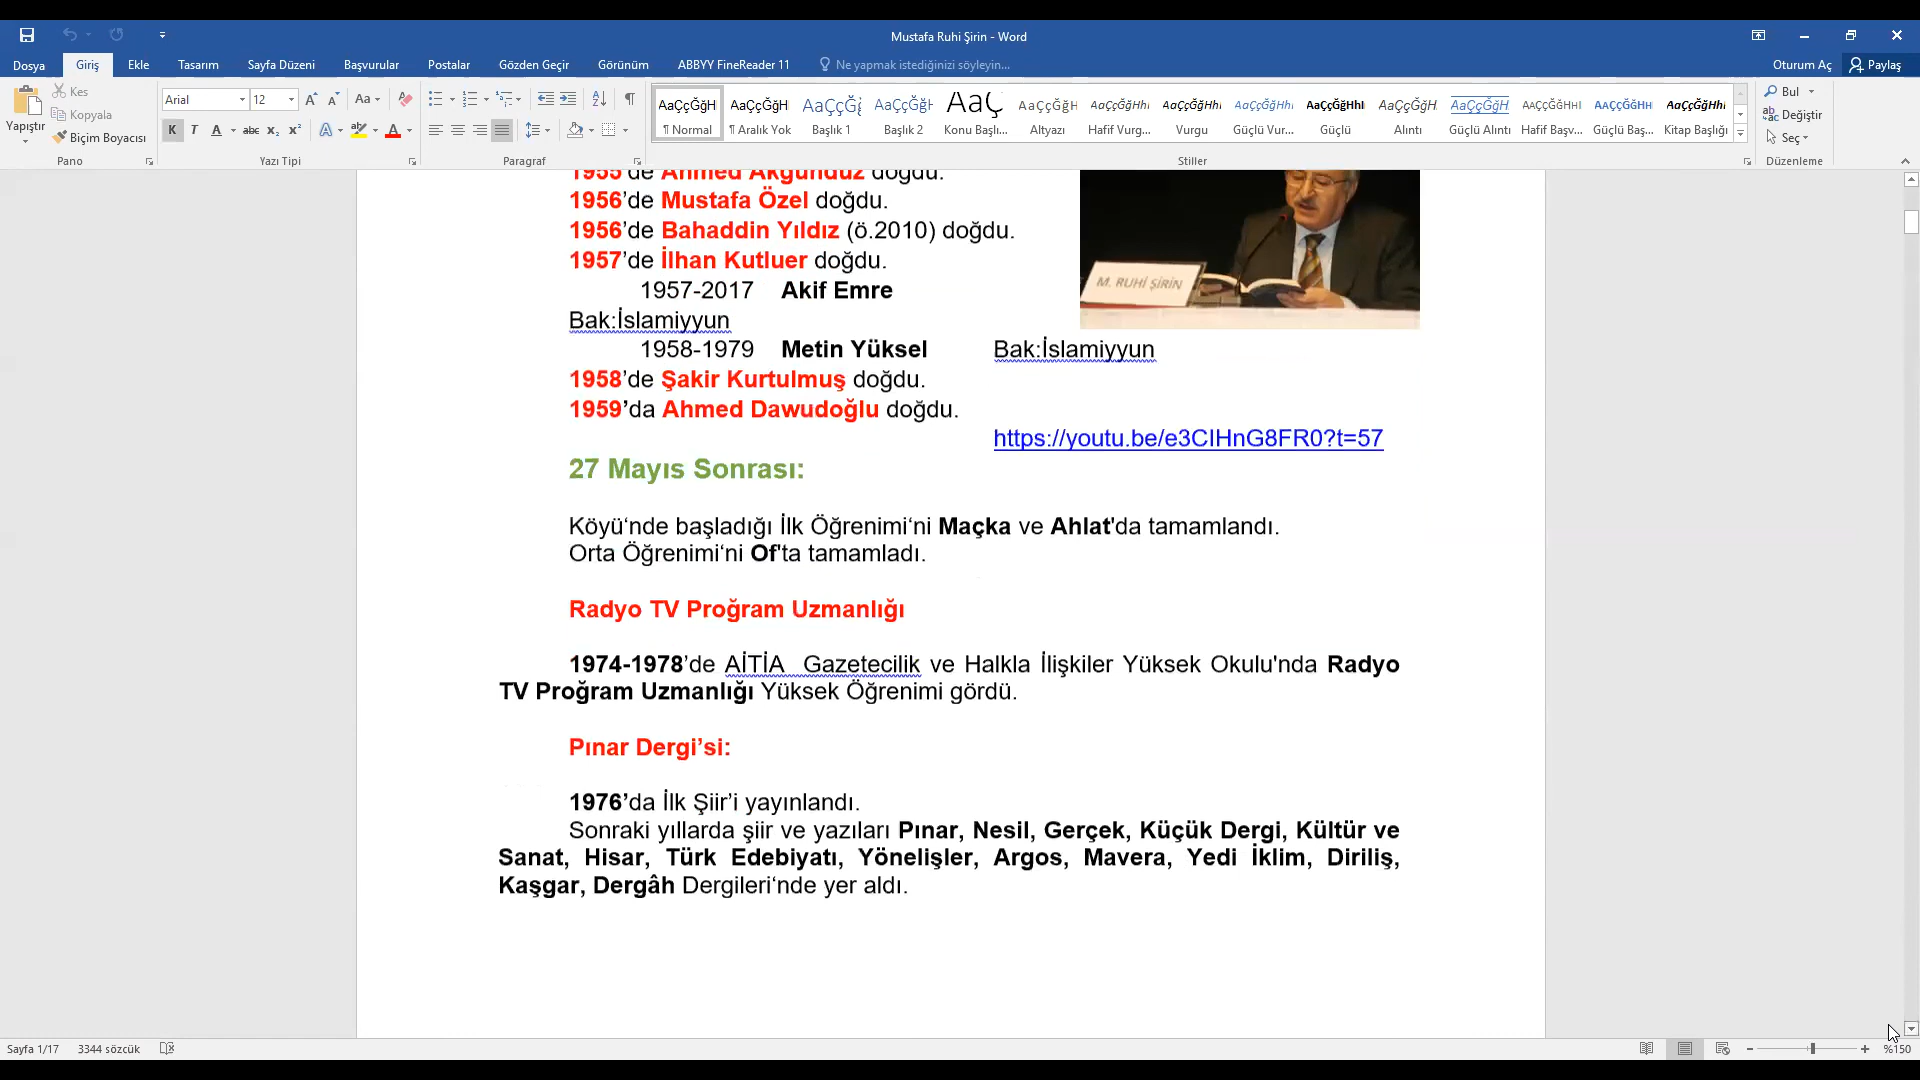 Mustafa Ruhi Şirin - Word
Dosya Giriş Ekle Tasarım Sayfa Düzeni Başvurular Postalar Gözden Geçir Görünüm ABBYY FineReader 11 Ne yapmak istediğinizi söyleyin... Oturum Aç Paylaş
Yapıştır Kes Kopyala Biçim Boyacısı
Arial 12
AaÇçĞğH AaÇçĞğH AaÇçĞğ AaÇçĞğH AaÇ AaÇçĞğH AaÇçĞğHhI AaÇçĞğHhI AaÇçĞğHhI AaÇçĞğHhI AaÇçĞğH AaÇçĞğH AaÇçĞğHHI AaÇçĞğHH AaÇçĞğHhI
¶ Normal ¶ Aralık Yok Başlık 1 Başlık 2 Konu Başlı... Altyazı Hafif Vurg... Vurgu Güçlü Vur... Güçlü Alıntı Güçlü Alıntı Hafif Başv... Güçlü Baş... Kitap Başlığı
Bul
Değiştir
Seç
Pano Yazı Tipi Paragraf Stiller Düzenleme
1955'de Ahmed Akgündüz doğdu.
1956’de Mustafa Özel doğdu.
1956’de Bahaddin Yıldız (ö.2010) doğdu.
1957’de İlhan Kutluer doğdu.
M. RUHİ ŞİRİN
1957-2017 Akif Emre
Bak:İslamiyyun
1958-1979 Metin Yüksel Bak:İslamiyyun
1958’de Şakir Kurtulmuş doğdu.
1959’da Ahmed Dawudoğlu doğdu.
https://youtu.be/e3CIHnG8FR0?t=57
27 Mayıs Sonrası:
Köyü‘nde başladığı İlk Öğrenimi‘ni Maçka ve Ahlat'da tamamlandı.
Orta Öğrenimi‘ni Of'ta tamamladı.
Radyo TV Proğram Uzmanlığı
1974-1978’de AİTİA Gazetecilik ve Halkla İlişkiler Yüksek Okulu'nda Radyo
TV Proğram Uzmanlığı Yüksek Öğrenimi gördü.
Pınar Dergi’si:
1976’da İlk Şiir’i yayınlandı.
Sonraki yıllarda şiir ve yazıları Pınar, Nesil, Gerçek, Küçük Dergi, Kültür ve
Sanat, Hisar, Türk Edebiyatı, Yönelişler, Argos, Mavera, Yedi İklim, Diriliş,
Kaşgar, Dergâh Dergileri‘nde yer aldı.
Sayfa 1/17 3344 sözcük %150